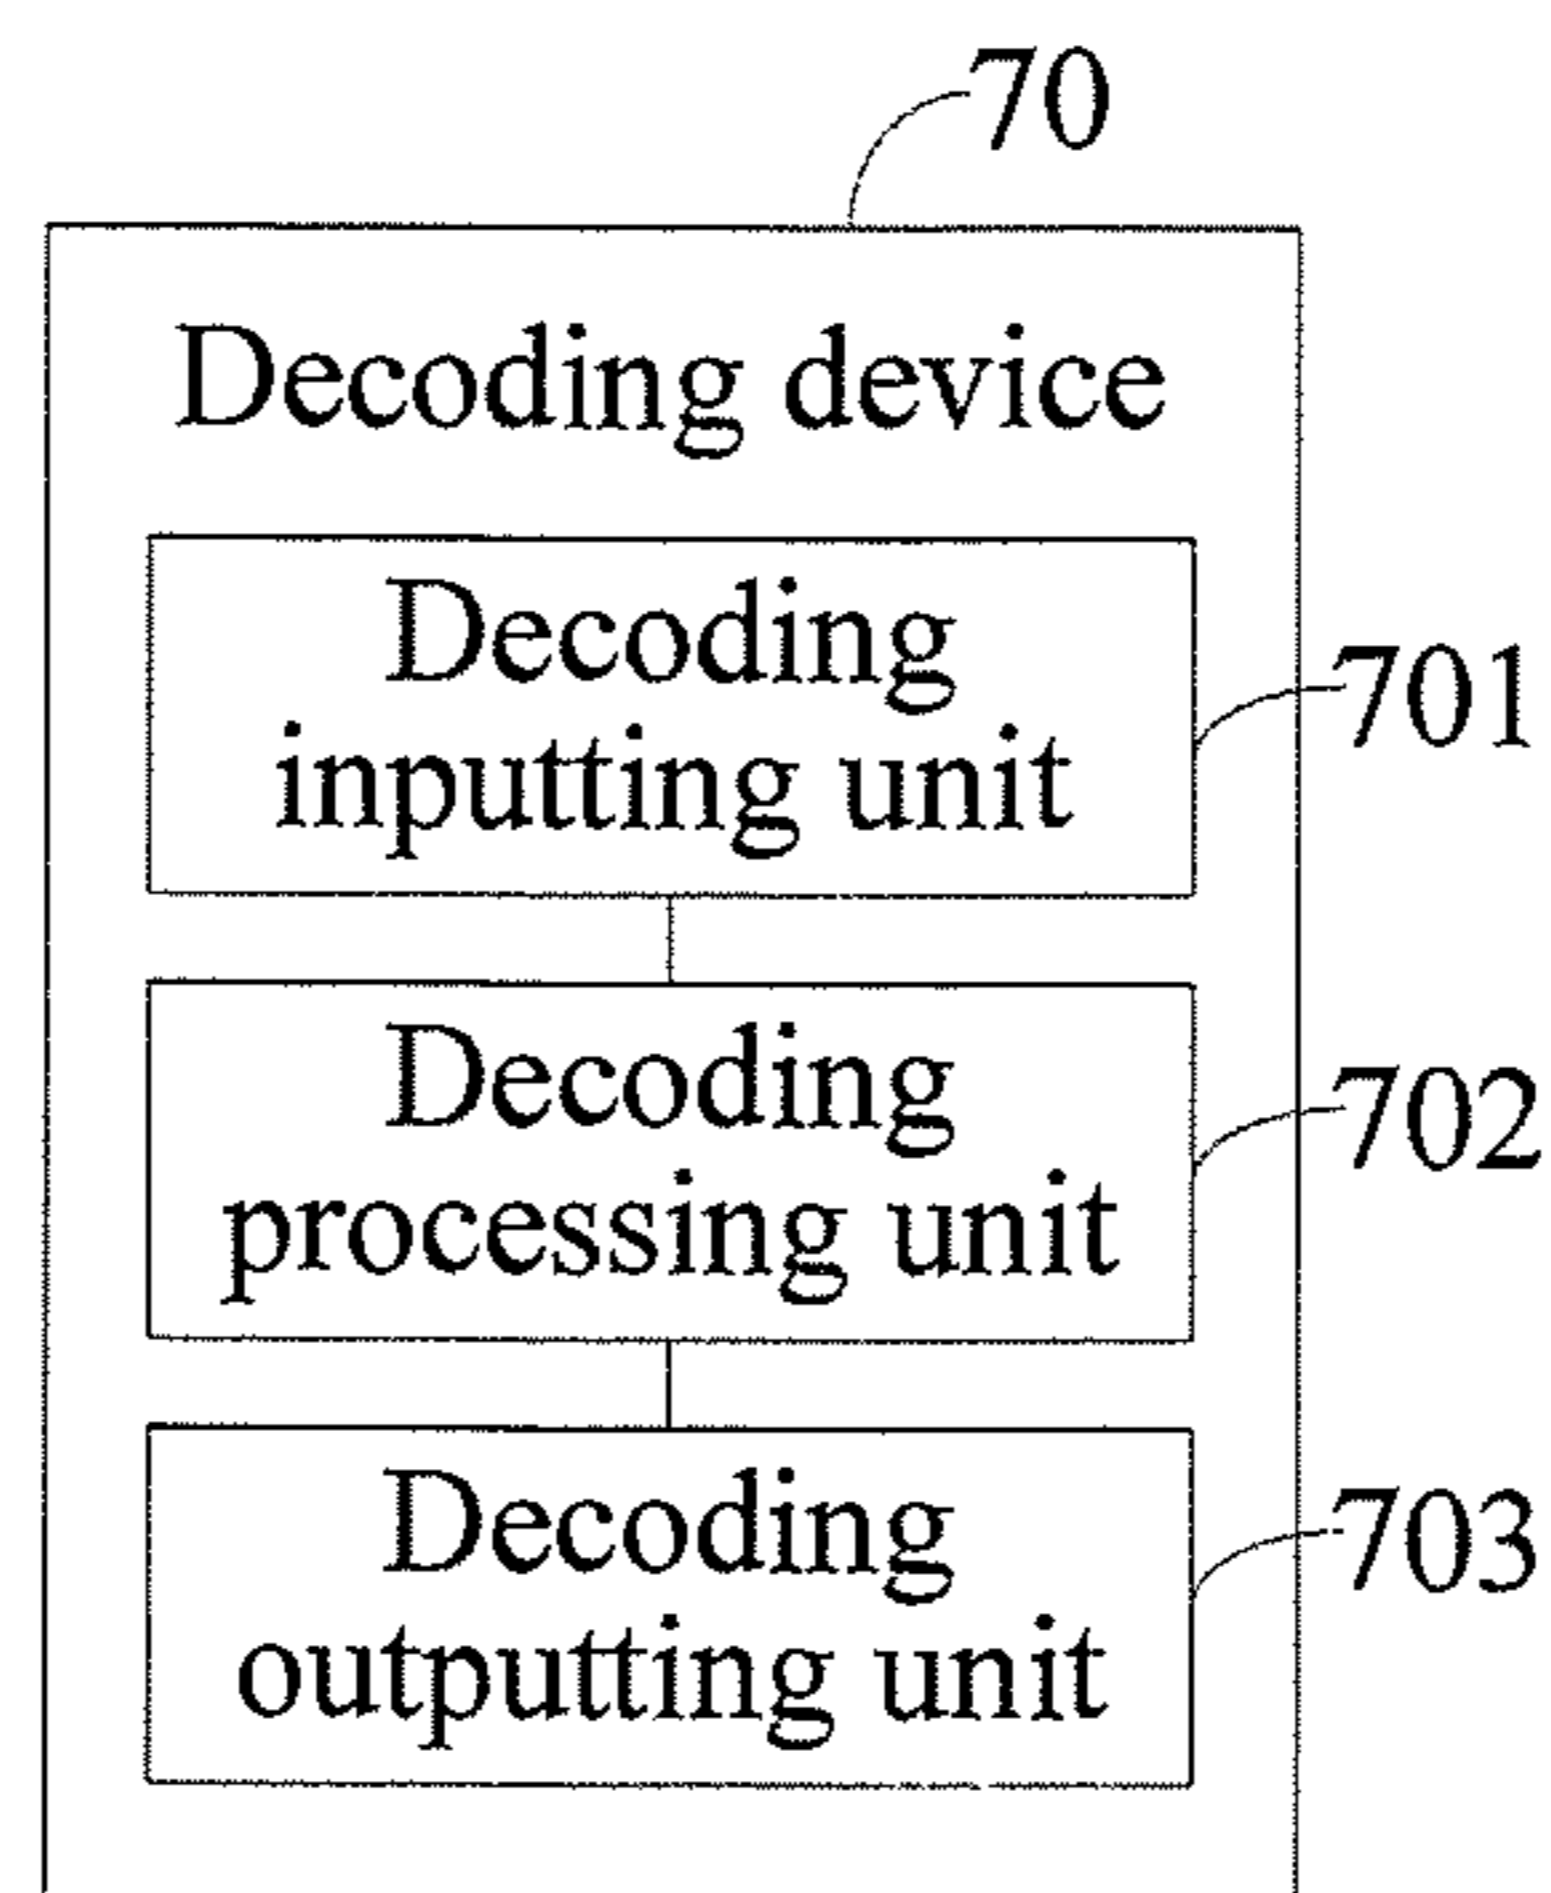 70
Decoding device
Decoding
inputting unit
701
Decoding
processing unit
702
Decoding
outputting unit
703